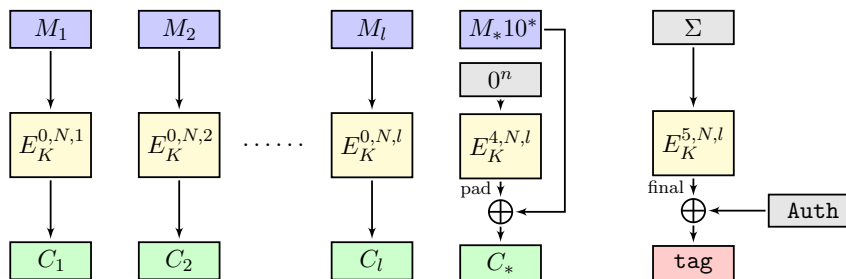 M_1 M_2 M_l M_*10^* Σ
0^n
E_K^{0,N,1} E_K^{0,N,2} ...... E_K^{0,N,l} E_K^{4,N,l} E_K^{5,N,l}
pad final
Auth
C_1 C_2 C_l C_* tag